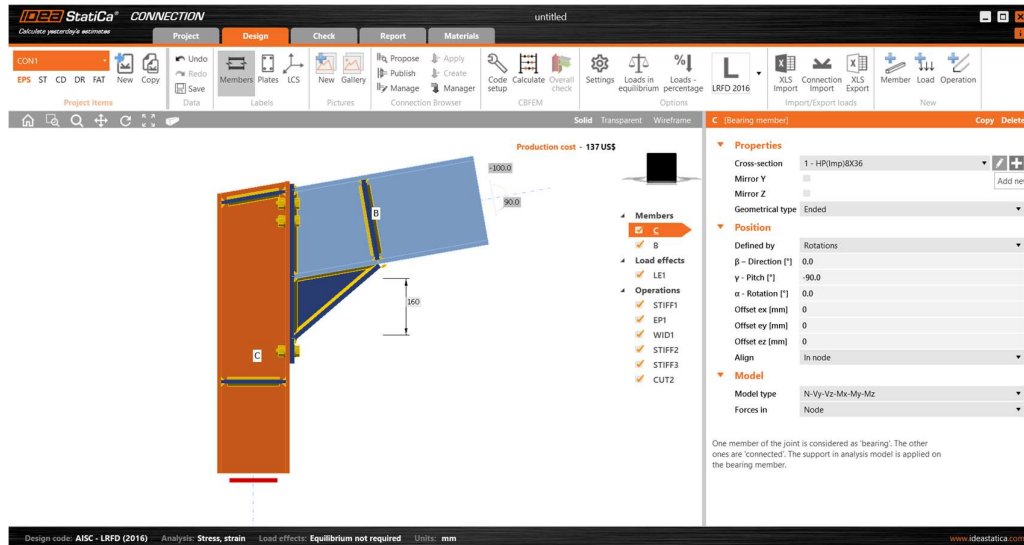 IDEA StatiCa® CONNECTION
untitled
Calculate yesterday's estimates
Project Design Check Report Materials
CON1
EPS ST CD DR FAT
New Copy
Project items
Undo
Redo
Save
Data
Members Plates LCS
Labels
New Gallery
Pictures
Propose Apply
Publish Create
Manage Manager
Connection Browser
Code setup Calculate Overall check
CBFEM
Settings Loads in equilibrium Loads - percentage LRFD 2016
Options
XLS Import Connection Import XLS Export
Import/Export loads
Member Load Operation
New
Solid Transparent Wireframe
C [Bearing member] Copy Delete
Production cost - 137 US$
-100.0
90.0
B
160
C
Members
C
B
Load effects
LE1
Operations
STIFF1
EP1
WID1
STIFF2
STIFF3
CUT2
Properties
Cross-section 1 - HP(Imp)8X36
Mirror Y
Add new
Mirror Z
Geometrical type Ended
Position
Defined by Rotations
β – Direction [°] 0.0
γ - Pitch [°] -90.0
α - Rotation [°] 0.0
Offset ex [mm] 0
Offset ey [mm] 0
Offset ez [mm] 0
Align In node
Model
Model type N-Vy-Vz-Mx-My-Mz
Forces in Node
One member of the joint is considered as 'bearing'. The other
ones are 'connected'. The support in analysis model is applied on
the bearing member.
Design code: AISC - LRFD (2016) Analysis: Stress, strain Load effects: Equilibrium not required Units: mm
www.ideastatica.com